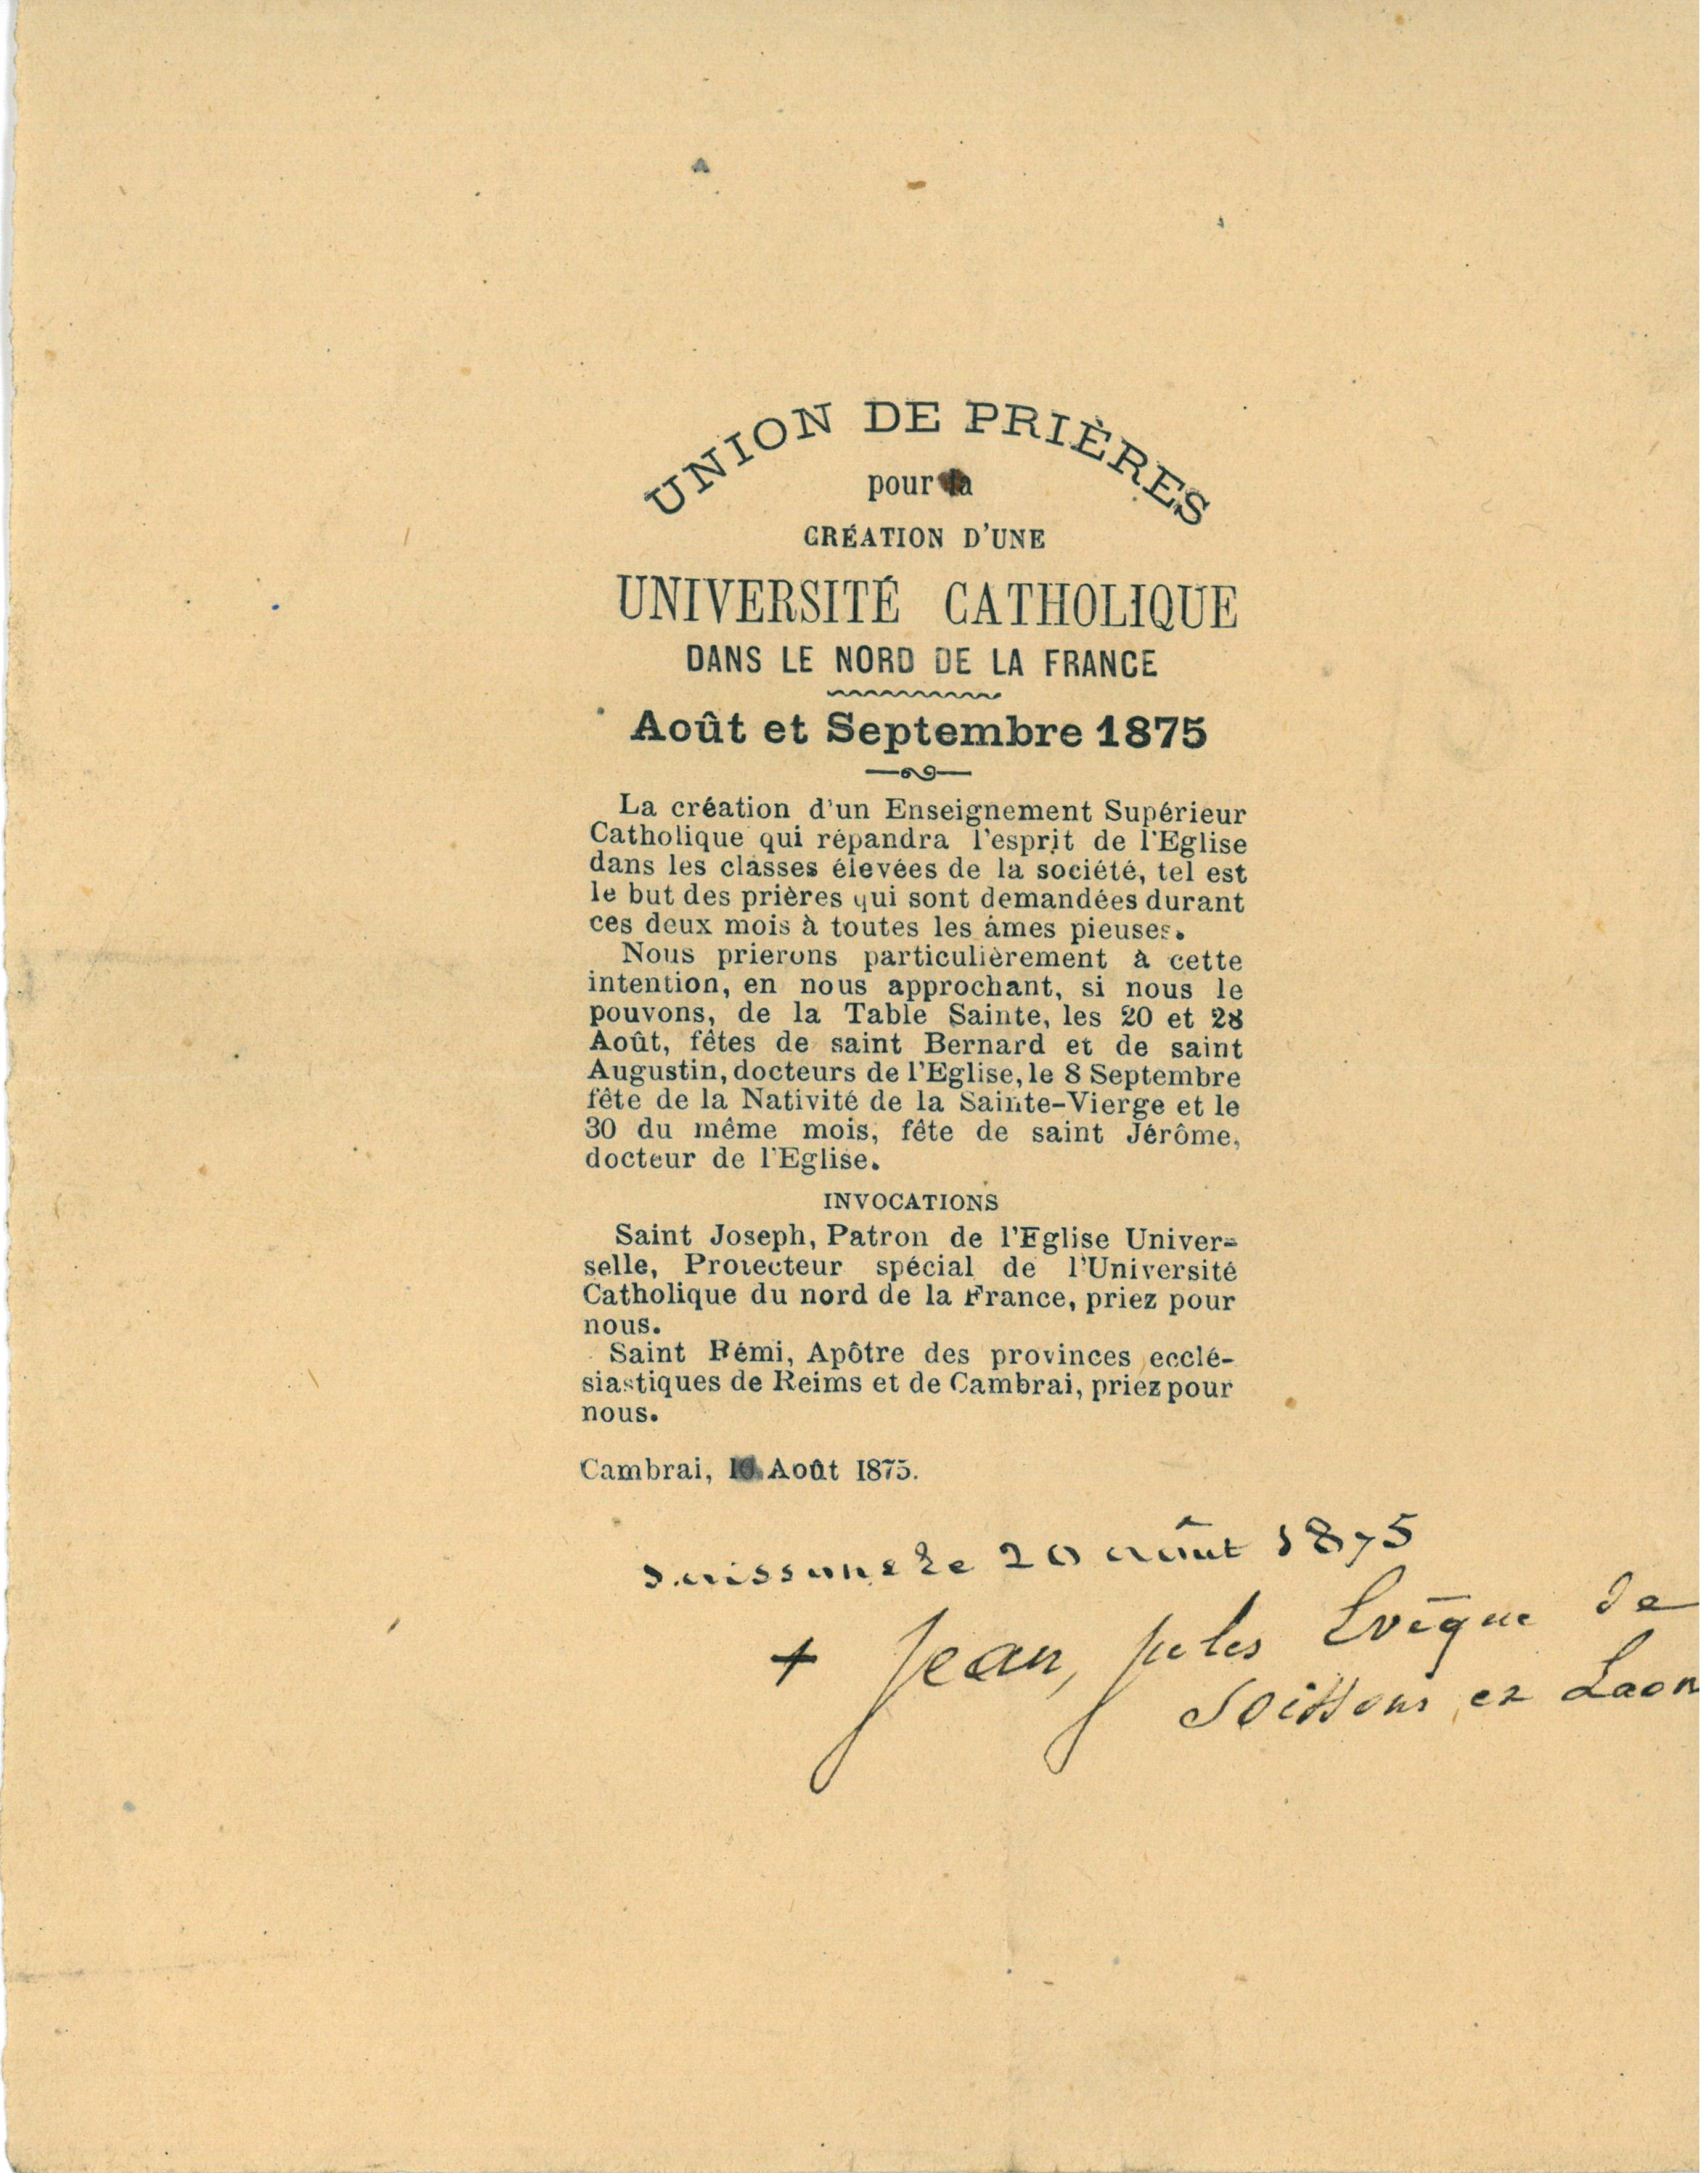 UNION DE PRIÈRES
pour la
CRÉATION D'UNE
UNIVERSITÉ CATHOLIQUE
DANS LE NORD DE LA FRANCE
Août et Septembre 1875
La création d'un Enseignement Supérieur
Catholique qui répandra l'esprit de l'Eglise
dans les classes élevées de la société, tel est
le but des prières qui sont demandées durant
ces deux mois à toutes les âmes pieuses.
Nous prierons particulièrement à cette
intention, en nous approchant, si nous le
pouvons, de la Table Sainte, les 20 et 28
Août, fêtes de saint Bernard et de saint
Augustin, docteurs de l'Eglise, le 8 Septembre
fête de la Nativité de la Sainte-Vierge et le
30 du même mois, fête de saint Jérôme,
docteur de l'Eglise.
INVOCATIONS
Saint Joseph, Patron de l'Eglise Univer-
selle, Protecteur spécial de l'Université
Catholique du nord de la France, priez pour
nous.
Saint Rémi, Apôtre des provinces ecclé-
siastiques de Reims et de Cambrai, priez pour
nous.
Cambrai, Août 1875.
Soissons le 20 août 1875
+ Jean, Jules Evêque de
Soissons et Laon